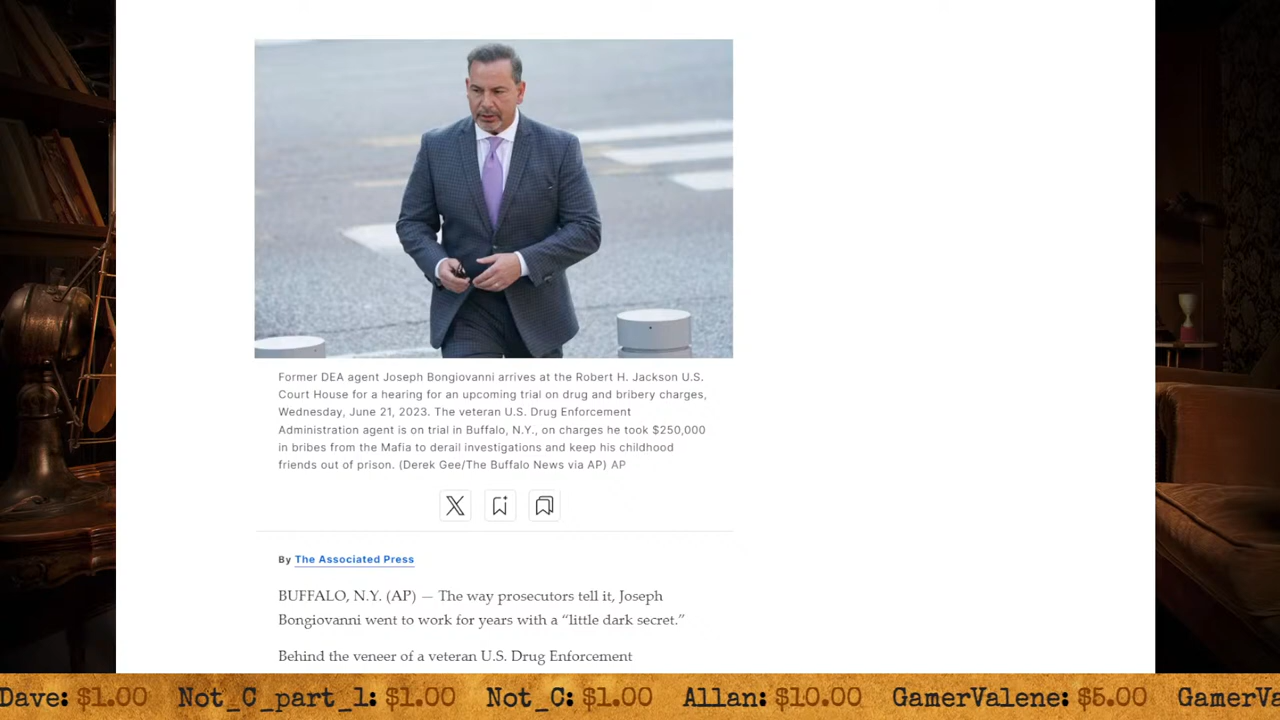 Former DEA agent Joseph Bongiovanni arrives at the Robert H. Jackson U.S.
Court House for a hearing for an upcoming trial on drug and bribery charges,
Wednesday, June 21, 2023. The veteran U.S. Drug Enforcement
Administration agent is on trial in Buffalo, N.Y., on charges he took $250,000
in bribes from the Mafia to derail investigations and keep his childhood
friends out of prison. (Derek Gee/The Buffalo News via AP) AP
By The Associated Press
BUFFALO, N.Y. (AP) — The way prosecutors tell it, Joseph
Bongiovanni went to work for years with a “little dark secret.”
Behind the veneer of a veteran U.S. Drug Enforcement
Dave: $1.00 Not_C_part_1: $1.00 Not_C: $1.00 Allan: $10.00 GamerValene: $5.00 GamerVa